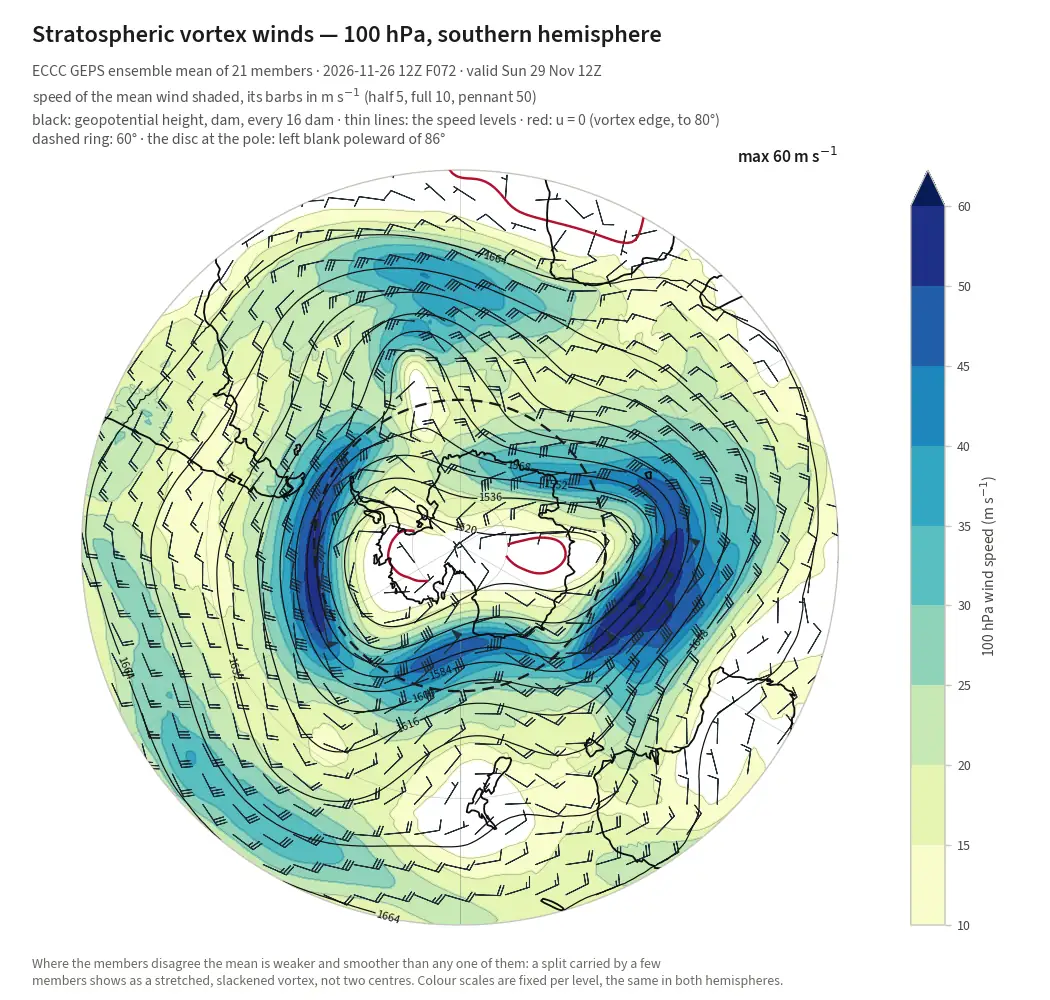 Stratospheric vortex winds — 100 hPa, southern hemisphere
ECCC GEPS ensemble mean of 21 members · 2026-11-26 12Z F072 · valid Sun 29 Nov 12Z
speed of the mean wind shaded, its barbs in m s⁻¹ (half 5, full 10, pennant 50)
black: geopotential height, dam, every 16 dam · thin lines: the speed levels · red: u = 0 (vortex edge, to 80°)
dashed ring: 60° · the disc at the pole: left blank poleward of 86°
max 60 m s⁻¹
60
50
45
40
35
30
25
20
15
10
100 hPa wind speed (m s⁻¹)
1552
1536
1584
1616
1632
1648
1664
Where the members disagree the mean is weaker and smoother than any one of them: a split carried by a few
members shows as a stretched, slackened vortex, not two centres. Colour scales are fixed per level, the same in both hemispheres.